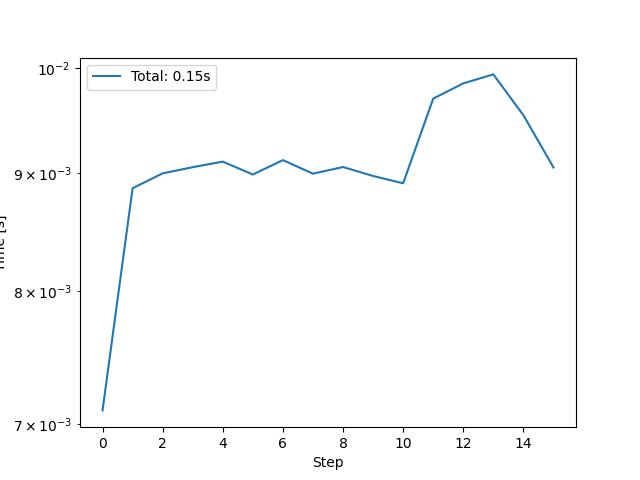 10⁻²
Total: 0.15s
9 × 10⁻³
8 × 10⁻³
7 × 10⁻³
[s]
0 2 4 6 8 10 12 14
Step